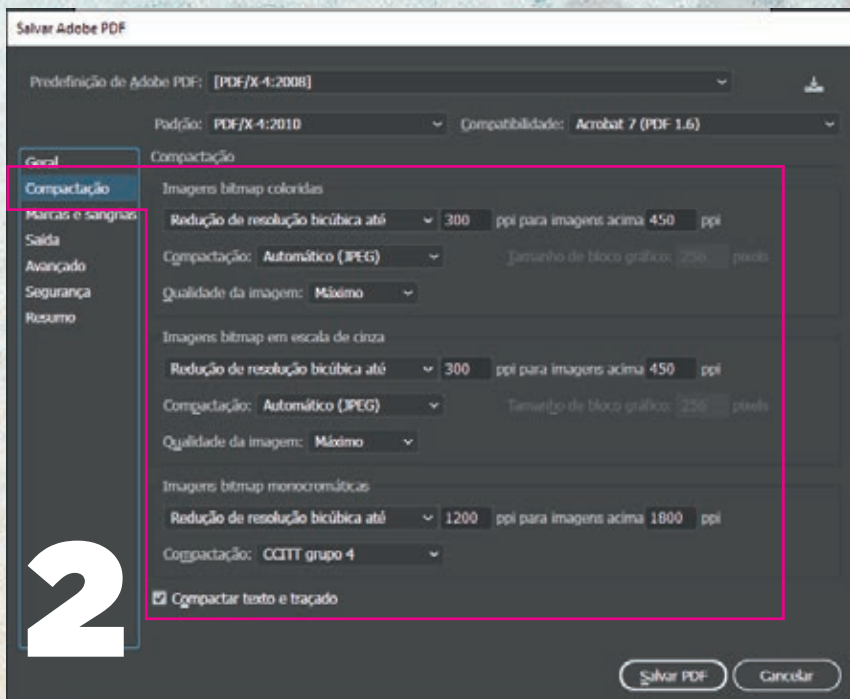 Salvar Adobe PDF
Predefinição de Adobe PDF: [PDF/X-4:2008]
Padrão: PDF/X-4:2010 Compatibilidade: Acrobat 7 (PDF 1.6)
Geral
Compactação
Marcas e sangrias
Saída
Avançado
Segurança
Resumo
Compactação
Imagens bitmap coloridas
Redução de resolução bicúbica até 300 ppi para imagens acima 450 ppi
Compactação: Automático (JPEG) Tamanho de bloco gráfico: 256 pixels
Qualidade da imagem: Máximo
Imagens bitmap em escala de cinza
Redução de resolução bicúbica até 300 ppi para imagens acima 450 ppi
Compactação: Automático (JPEG) Tamanho de bloco gráfico: 256 pixels
Qualidade da imagem: Máximo
Imagens bitmap monocromáticas
Redução de resolução bicúbica até 1200 ppi para imagens acima 1800 ppi
Compactação: CCITT grupo 4
Compactar texto e traçado
2
Salvar PDF Cancelar